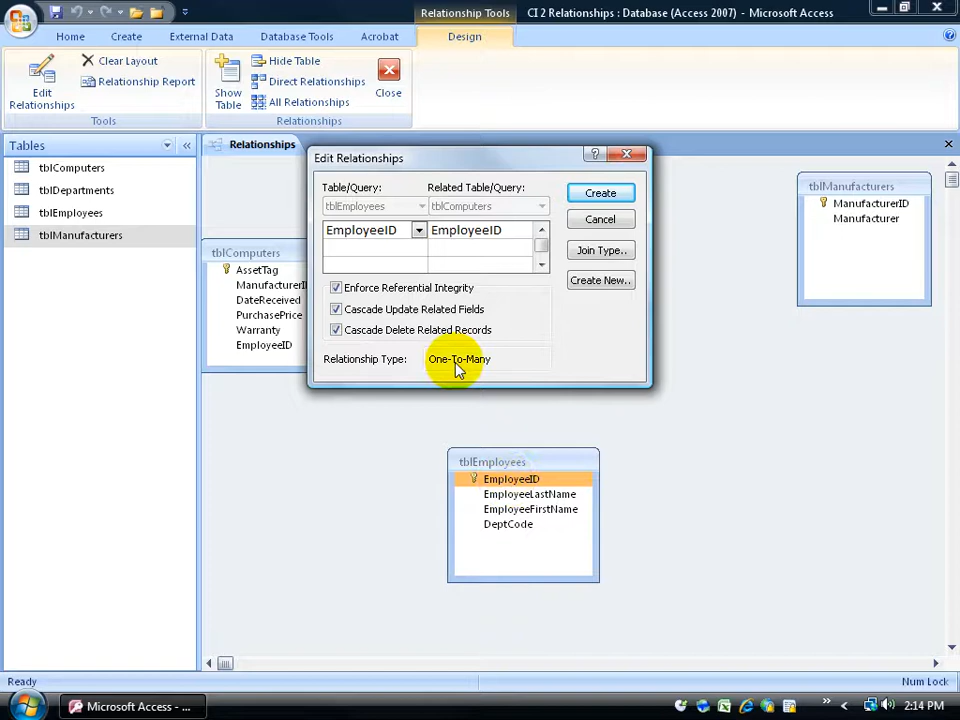 Relationship Tools
CI 2 Relationships : Database (Access 2007) - Microsoft Access
Home
Create
External Data
Database Tools
Acrobat
Design
Edit
Relationships
Clear Layout
Relationship Report
Tools
Show
Table
Hide Table
Direct Relationships
All Relationships
Close
Relationships
Tables
tblComputers
tblDepartments
tblEmployees
tblManufacturers
Relationships
tblComputers
AssetTag
ManufacturerI
DateReceived
PurchasePrice
Warranty
EmployeeID
Edit Relationships
Table/Query:
Related Table/Query:
tblEmployees
tblComputers
EmployeeID
EmployeeID
Enforce Referential Integrity
Cascade Update Related Fields
Cascade Delete Related Records
Relationship Type:
One-To-Many
Create
Cancel
Join Type..
Create New..
tblManufacturers
ManufacturerID
Manufacturer
tblEmployees
EmployeeID
EmployeeLastName
EmployeeFirstName
DeptCode
Ready
Num Lock
Microsoft Access - ...
2:14 PM